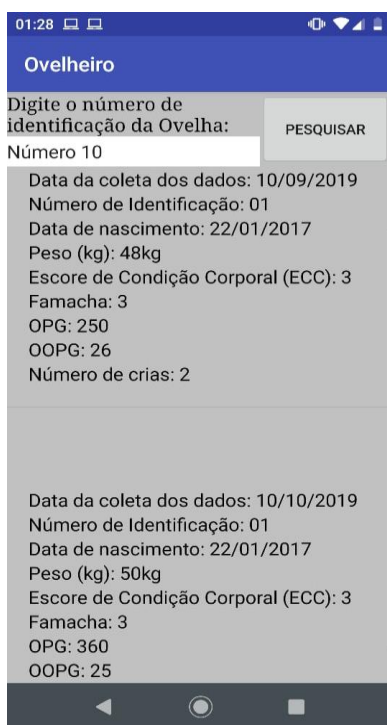 01:28
Ovelheiro
Digite o número de
identificação da Ovelha:
PESQUISAR
Número 10
Data da coleta dos dados: 10/09/2019
Número de Identificação: 01
Data de nascimento: 22/01/2017
Peso (kg): 48kg
Escore de Condição Corporal (ECC): 3
Famacha: 3
OPG: 250
OOPG: 26
Número de crias: 2
Data da coleta dos dados: 10/10/2019
Número de Identificação: 01
Data de nascimento: 22/01/2017
Peso (kg): 50kg
Escore de Condição Corporal (ECC): 3
Famacha: 3
OPG: 360
OOPG: 25